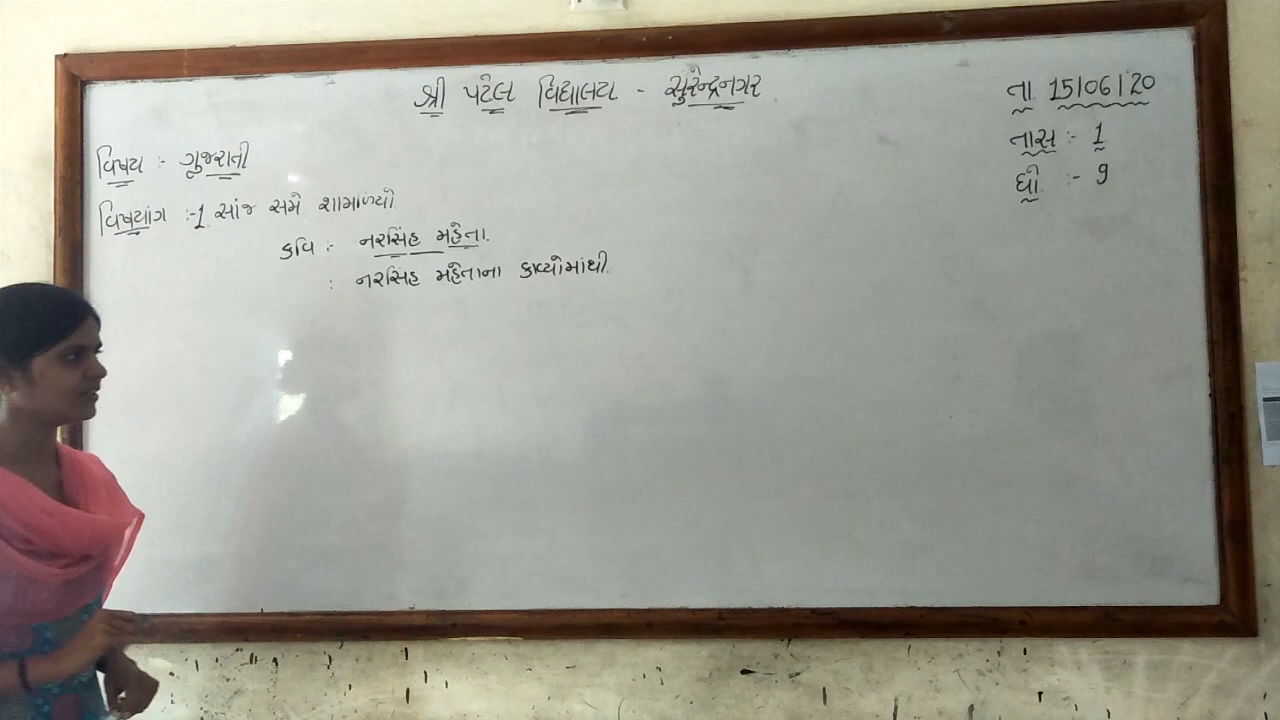 શ્રી પટેલ વિદ્યાલય - સુરેન્દ્રનગર
તા 15/06/20
તાસ :- 1
ધો :- 9
વિષય :- ગુજરાતી
વિષયાંગ :-1 સાંજ સમે શામળિયો
કવિ :- નરસિંહ મહેતા.
: નરસિંહ મહેતાના કાવ્યોમાંથી.